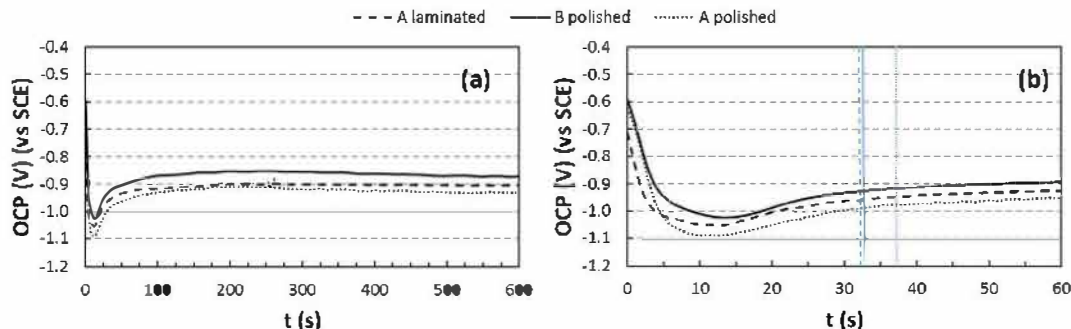 A laminated B polished A polished
-0.4 -0.4
-0.5 (a) -0.5 (b)
-0.6 -0.6
-0.7 -0.7
-0.8 -0.8
-0.9 -0.9
-1.0 -1.0
-1.1 -1.1
-1.2 -1.2
OCP (V) (vs SCE) OCP (V) (vs SCE)
0 100 200 300 400 500 600 0 10 20 30 40 50 60
t (s) t (s)